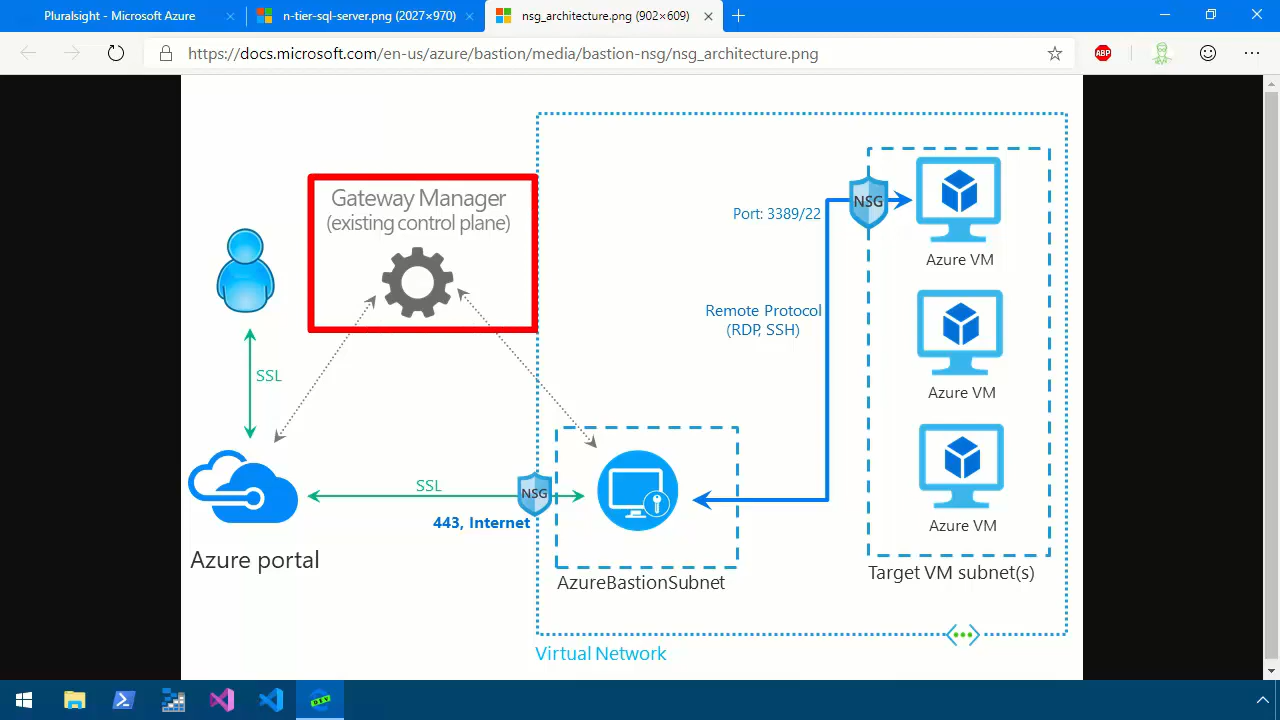 Pluralsight - Microsoft Azure
n-tier-sql-server.png (2027×970)
nsg_architecture.png (902×609)
https://docs.microsoft.com/en-us/azure/bastion/media/bastion-nsg/nsg_architecture.png
ABP
Gateway Manager
(existing control plane)
NSG
Port: 3389/22
Azure VM
Remote Protocol
(RDP, SSH)
SSL
Azure VM
SSL
NSG
443, Internet
Azure VM
Azure portal
AzureBastionSubnet
Target VM subnet(s)
Virtual Network
DEV